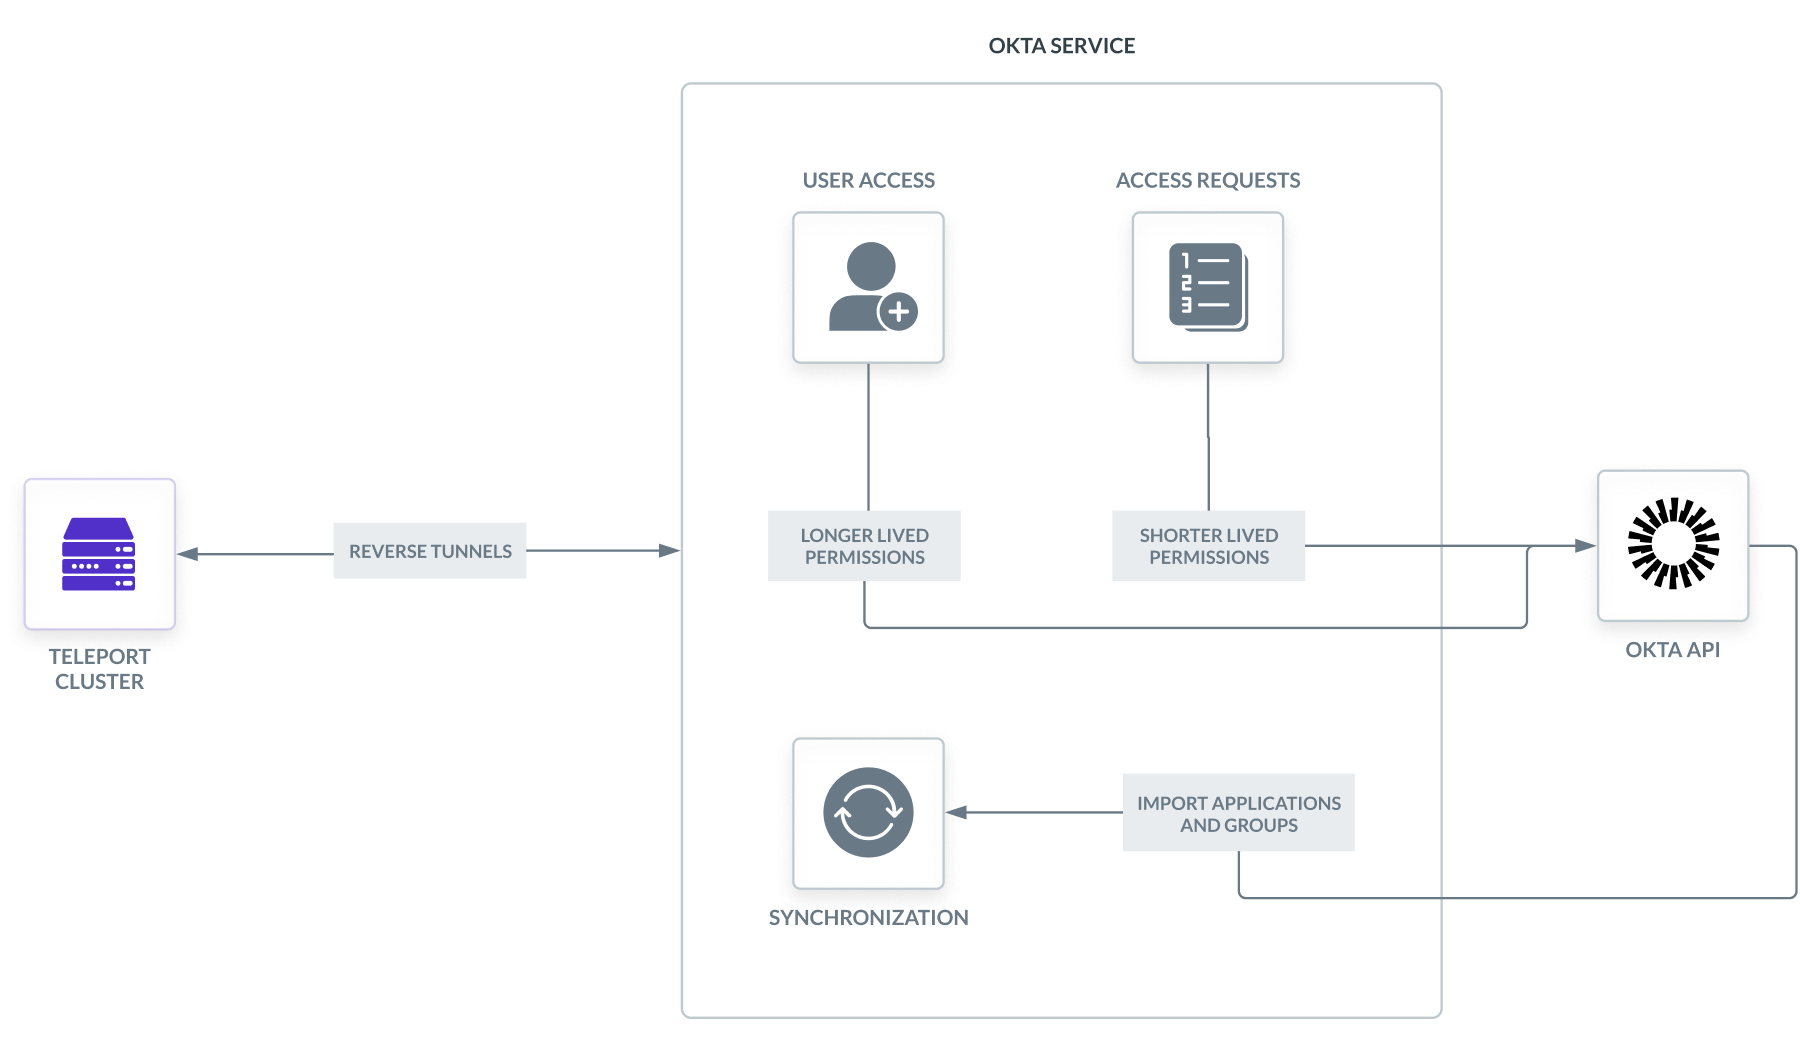 OKTA SERVICE
USER ACCESS
ACCESS REQUESTS
1
2
3
REVERSE TUNNELS
LONGER LIVED
PERMISSIONS
SHORTER LIVED
PERMISSIONS
TELEPORT
CLUSTER
OKTA API
IMPORT APPLICATIONS
AND GROUPS
SYNCHRONIZATION